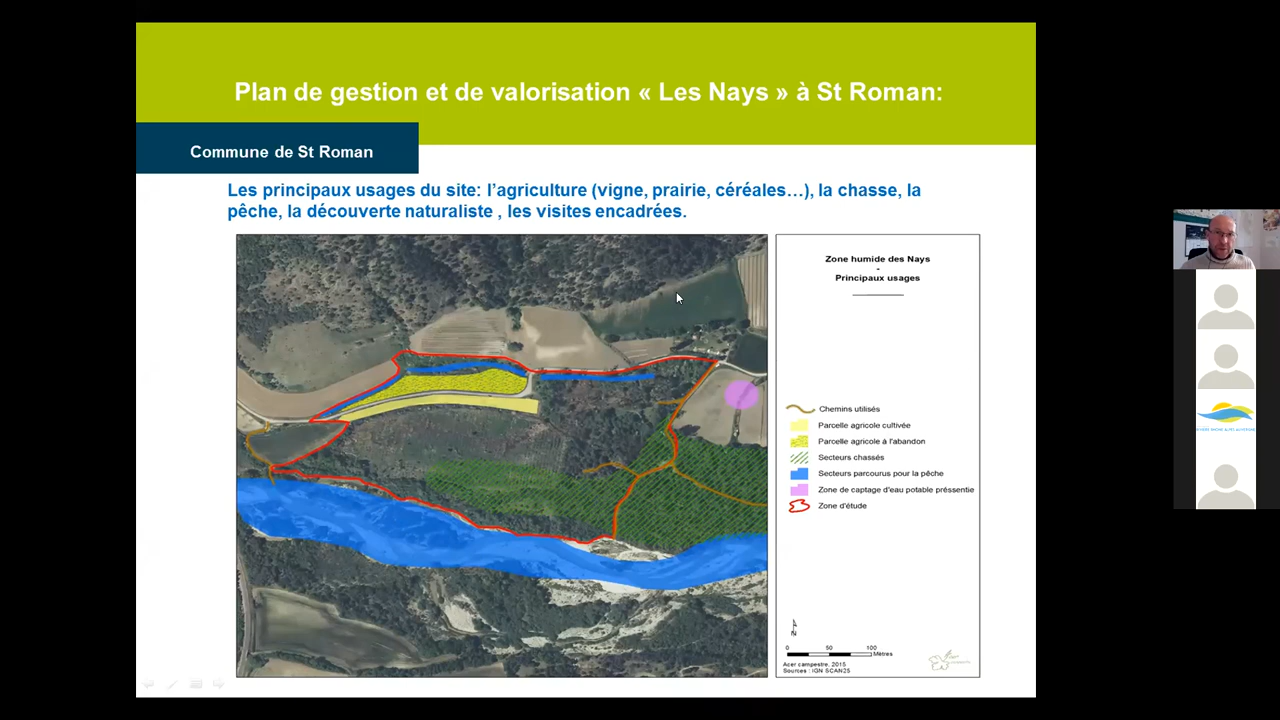 Plan de gestion et de valorisation « Les Nays » à St Roman:
Commune de St Roman
Les principaux usages du site: l’agriculture (vigne, prairie, céréales…), la chasse, la
pêche, la découverte naturaliste , les visites encadrées.
Zone humide des Nays
-
Principaux usages
Chemins utilisés
Parcelle agricole cultivée
Parcelle agricole à l'abandon
Secteurs chassés
Secteurs parcourus pour la pêche
Zone de captage d'eau potable préssentie
Zone d'étude
N
0 50 100
Mètres
Acer campestre, 2015
Sources : IGN SCAN25